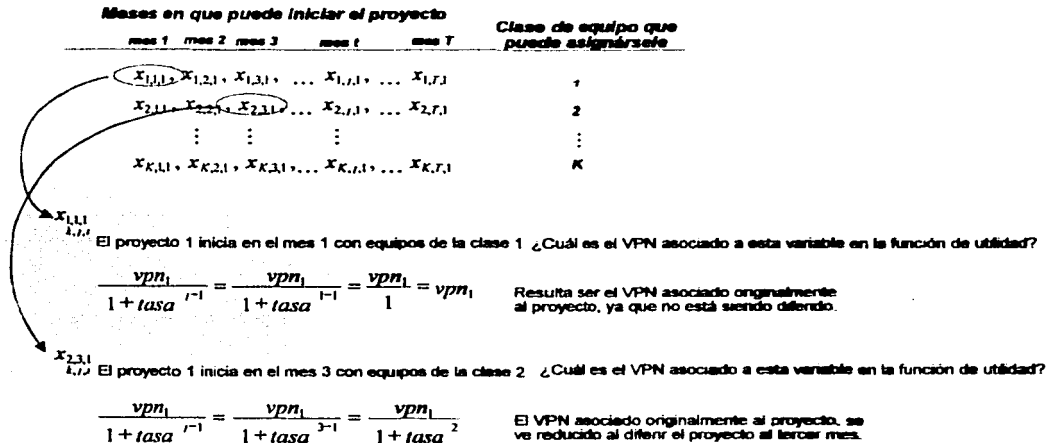 Meses en que puede iniciar el proyecto
Clase de equipo que puede asignársele
mes 1 mes 2 mes 3 mes t mes T
x1,1,1, x1,2,1, x1,3,1, … x1,t,1, … x1,T,1 1
x2,1,1, x2,2,1, x2,3,1, … x2,t,1, … x2,T,1 2
⋮ ⋮ ⋮ ⋮
xK,1,1, xK,2,1, xK,3,1, … xK,t,1, … xK,T,1 K
x1,1,1
k,t,i El proyecto 1 inicia en el mes 1 con equipos de la clase 1 ¿Cuál es el VPN asociado a esta variable en la función de utilidad?
vpn1 / 1 + tasa^t-1 = vpn1 / 1 + tasa^1-1 = vpn1 / 1 = vpn1
Resulta ser el VPN asociado originalmente
al proyecto, ya que no está siendo diferido.
x2,3,1
k,t,i El proyecto 1 inicia en el mes 3 con equipos de la clase 2 ¿Cuál es el VPN asociado a esta variable en la función de utilidad?
vpn1 / 1 + tasa^t-1 = vpn1 / 1 + tasa^3-1 = vpn1 / 1 + tasa^2
El VPN asociado originalmente al proyecto, se
ve reducido al diferir el proyecto al tercer mes.